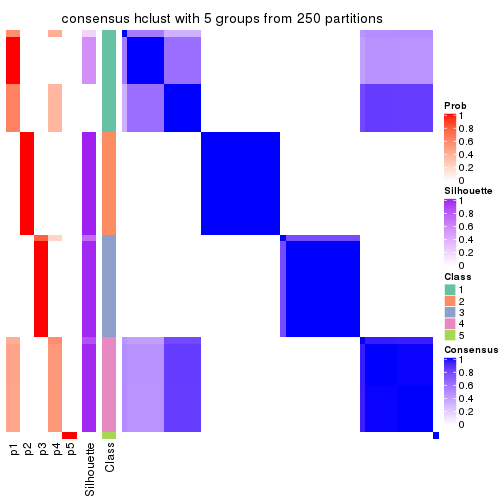 consensus hclust with 5 groups from 250 partitions
Prob
1
0.8
0.6
0.4
0.2
0
Silhouette
1
0.8
0.6
0.4
0.2
0
Class
1
2
3
4
5
Consensus
1
0.8
0.6
0.4
0.2
0
p1
p2
p3
p4
p5
Silhouette
Class